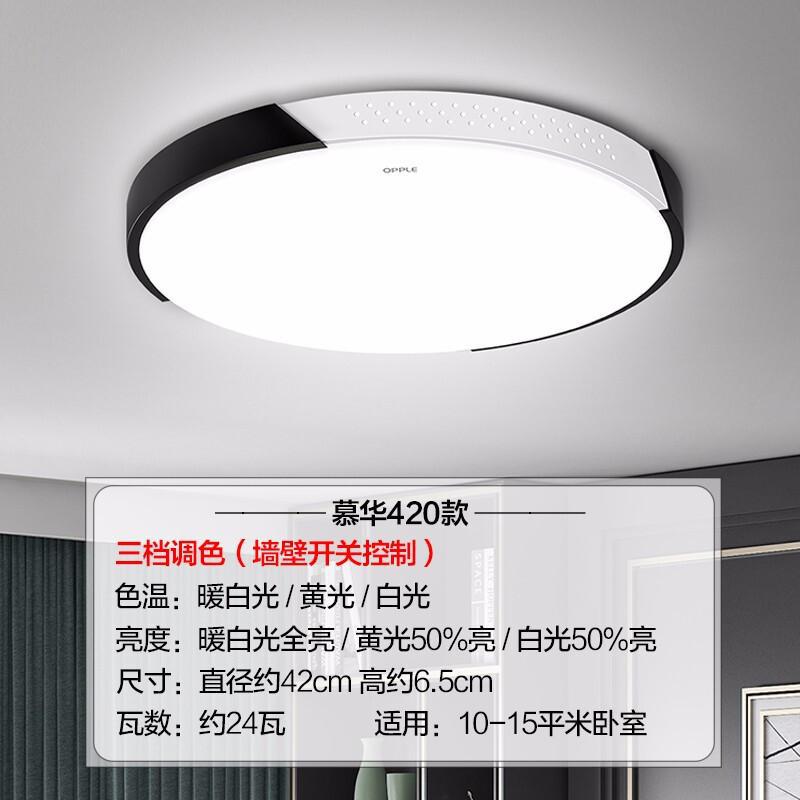 OPPLE
慕华420款
三档调色（墙壁开关控制）
色温：暖白光 / 黄光 / 白光
亮度：暖白光全亮 / 黄光50%亮 / 白光50%亮
尺寸：直径约42cm 高约6.5cm
瓦数：约24瓦 适用：10-15平米卧室
SPACE